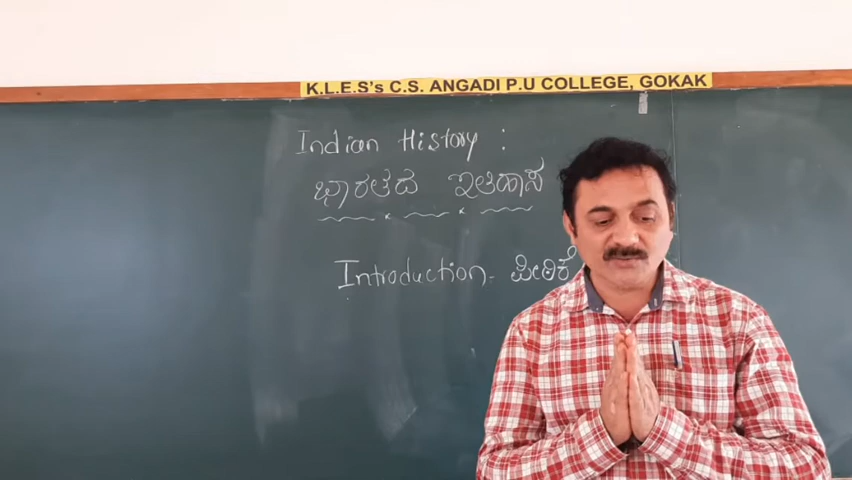 K.L.E.S'S C.S. ANGADI P.U COLLEGE, GOKAK
Indian History :
ಭಾರತದ ಇತಿಹಾಸ
Introduction - ಪೀಠಿಕೆ